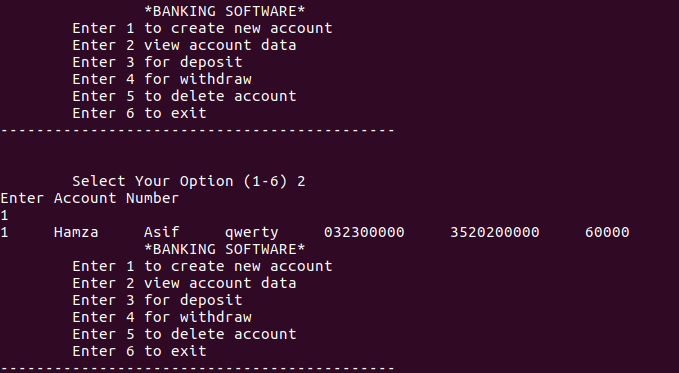 *BANKING SOFTWARE*
Enter 1 to create new account
Enter 2 view account data
Enter 3 for deposit
Enter 4 for withdraw
Enter 5 to delete account
Enter 6 to exit
--------------------------------------------
Select Your Option (1-6) 2
Enter Account Number
1
1 Hamza Asif qwerty 032300000 3520200000 60000
*BANKING SOFTWARE*
Enter 1 to create new account
Enter 2 view account data
Enter 3 for deposit
Enter 4 for withdraw
Enter 5 to delete account
Enter 6 to exit
--------------------------------------------